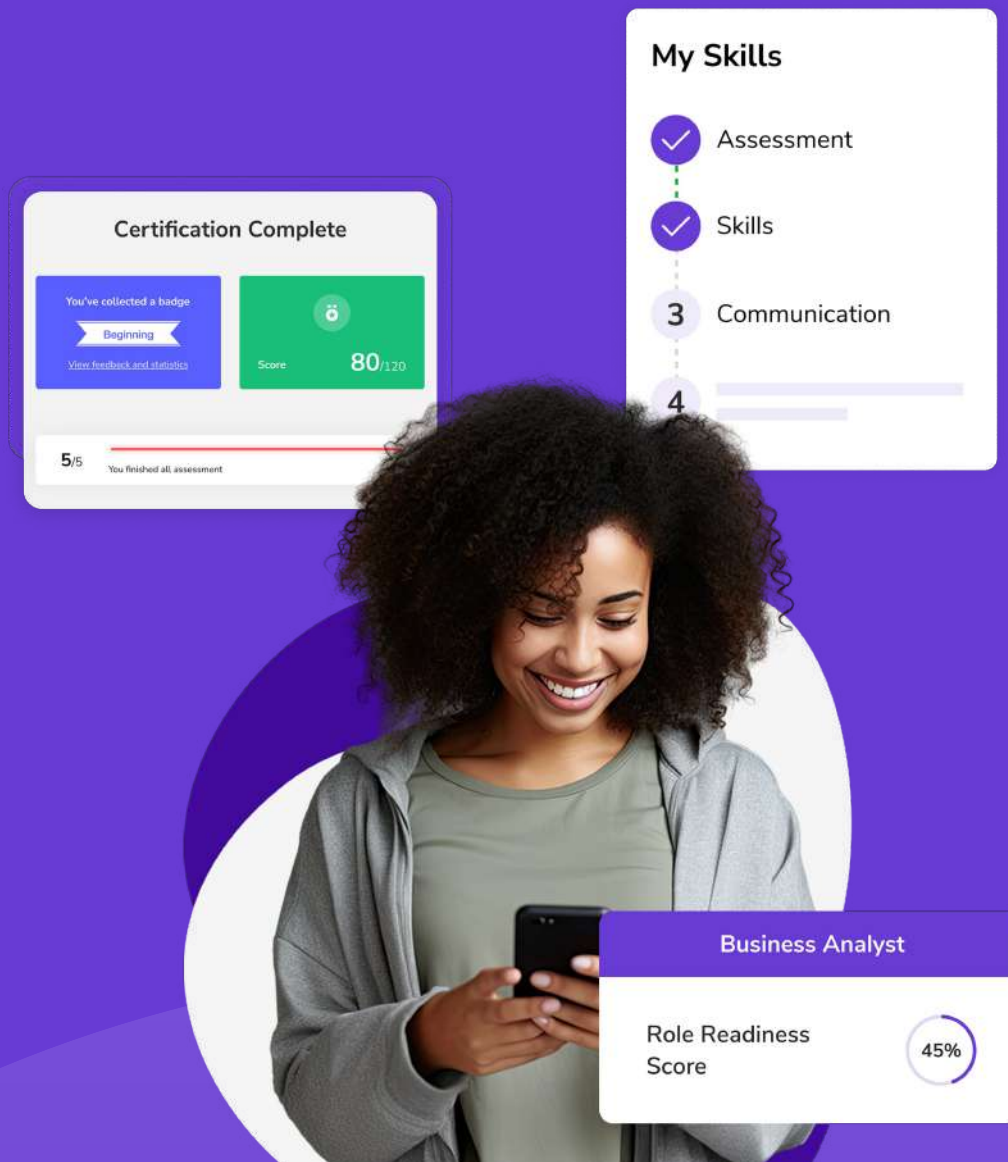 My Skills
Assessment
Skills
3
Communication
4
Certification Complete
You've collected a badge
Beginning
View feedback and statistics
Score
80/120
5/5
You finished all assessment
Business Analyst
Role Readiness
Score
45%